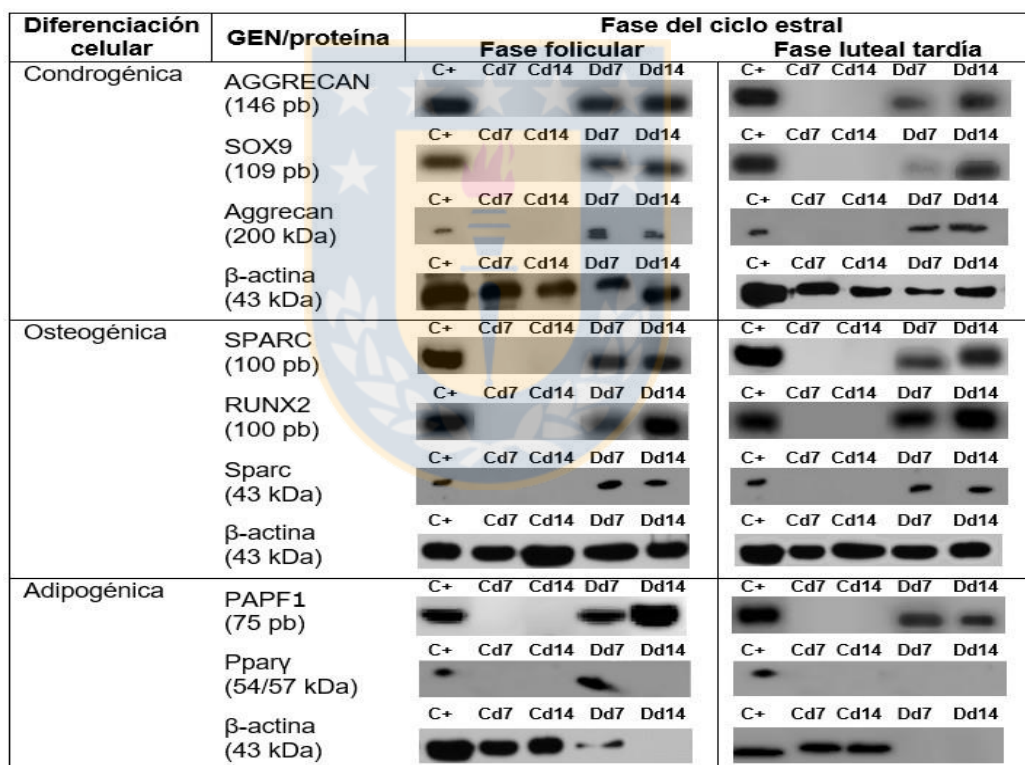 Diferenciación celular GEN/proteína Fase del ciclo estral
Fase folicular Fase luteal tardía
Condrogénica
C+ Cd7 Cd14 Dd7 Dd14 C+ Cd7 Cd14 Dd7 Dd14
AGGRECAN
(146 pb)
C+ Cd7 Cd14 Dd7 Dd14 C+ Cd7 Cd14 Dd7 Dd14
SOX9
(109 pb)
C+ Cd7 Cd14 Dd7 Dd14 C+ Cd7 Cd14 Dd7 Dd14
Aggrecan
(200 kDa)
C+ Cd7 Cd14 Dd7 Dd14 C+ Cd7 Cd14 Dd7 Dd14
β-actina
(43 kDa)
Osteogénica
C+ Cd7 Cd14 Dd7 Dd14 C+ Cd7 Cd14 Dd7 Dd14
SPARC
(100 pb)
C+ Cd7 Cd14 Dd7 Dd14 C+ Cd7 Cd14 Dd7 Dd14
RUNX2
(100 pb)
C+ Cd7 Cd14 Dd7 Dd14 C+ Cd7 Cd14 Dd7 Dd14
Sparc
(43 kDa)
C+ Cd7 Cd14 Dd7 Dd14 C+ Cd7 Cd14 Dd7 Dd14
β-actina
(43 kDa)
Adipogénica
C+ Cd7 Cd14 Dd7 Dd14 C+ Cd7 Cd14 Dd7 Dd14
PAPF1
(75 pb)
C+ Cd7 Cd14 Dd7 Dd14 C+ Cd7 Cd14 Dd7 Dd14
Pparγ
(54/57 kDa)
C+ Cd7 Cd14 Dd7 Dd14 C+ Cd7 Cd14 Dd7 Dd14
β-actina
(43 kDa)